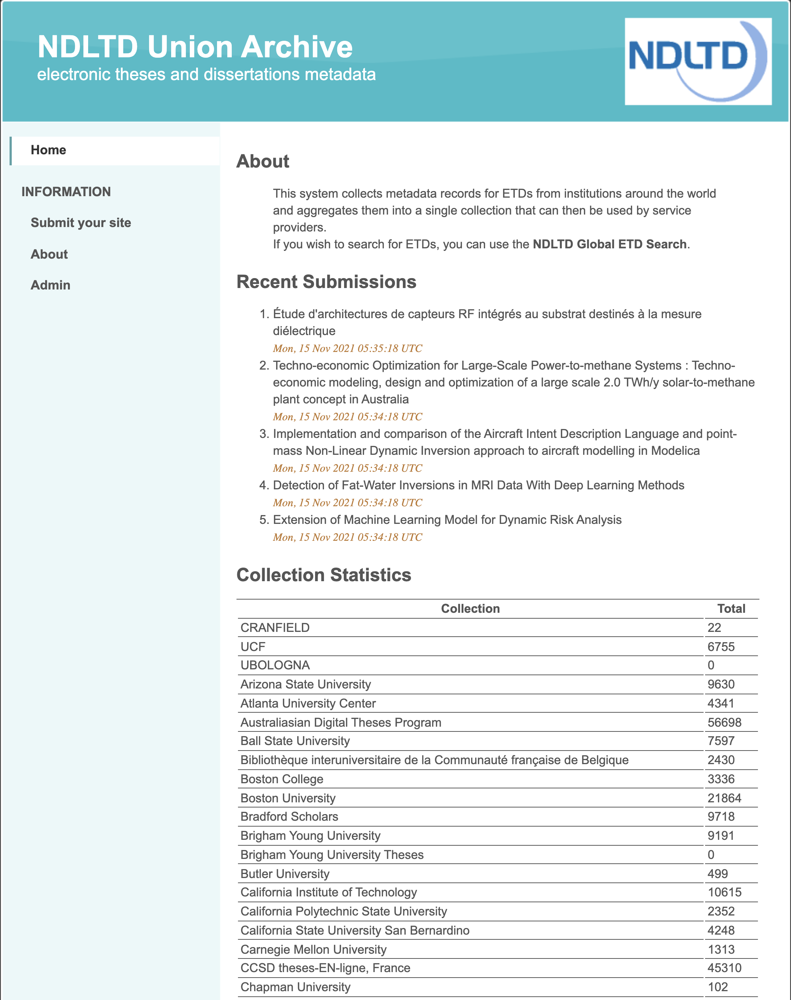 NDLTD Union Archive
electronic theses and dissertations metadata
NDLTD
Home
INFORMATION
Submit your site
About
Admin
About
This system collects metadata records for ETDs from institutions around the world
and aggregates them into a single collection that can then be used by service
providers.
If you wish to search for ETDs, you can use the NDLTD Global ETD Search.
Recent Submissions
1. Étude d'architectures de capteurs RF intégrés au substrat destinés à la mesure
diélectrique
Mon, 15 Nov 2021 05:35:18 UTC
2. Techno-economic Optimization for Large-Scale Power-to-methane Systems : Techno-
economic modeling, design and optimization of a large scale 2.0 TWh/y solar-to-methane
plant concept in Australia
Mon, 15 Nov 2021 05:34:18 UTC
3. Implementation and comparison of the Aircraft Intent Description Language and point-
mass Non-Linear Dynamic Inversion approach to aircraft modelling in Modelica
Mon, 15 Nov 2021 05:34:18 UTC
4. Detection of Fat-Water Inversions in MRI Data With Deep Learning Methods
Mon, 15 Nov 2021 05:34:18 UTC
5. Extension of Machine Learning Model for Dynamic Risk Analysis
Mon, 15 Nov 2021 05:34:18 UTC
Collection Statistics
Collection Total
CRANFIELD 22
UCF 6755
UBOLOGNA 0
Arizona State University 9630
Atlanta University Center 4341
Australiasian Digital Theses Program 56698
Ball State University 7597
Bibliothèque interuniversitaire de la Communauté française de Belgique 2430
Boston College 3336
Boston University 21864
Bradford Scholars 9718
Brigham Young University 9191
Brigham Young University Theses 0
Butler University 499
California Institute of Technology 10615
California Polytechnic State University 2352
California State University San Bernardino 4248
Carnegie Mellon University 1313
CCSD theses-EN-ligne, France 45310
Chapman University 102